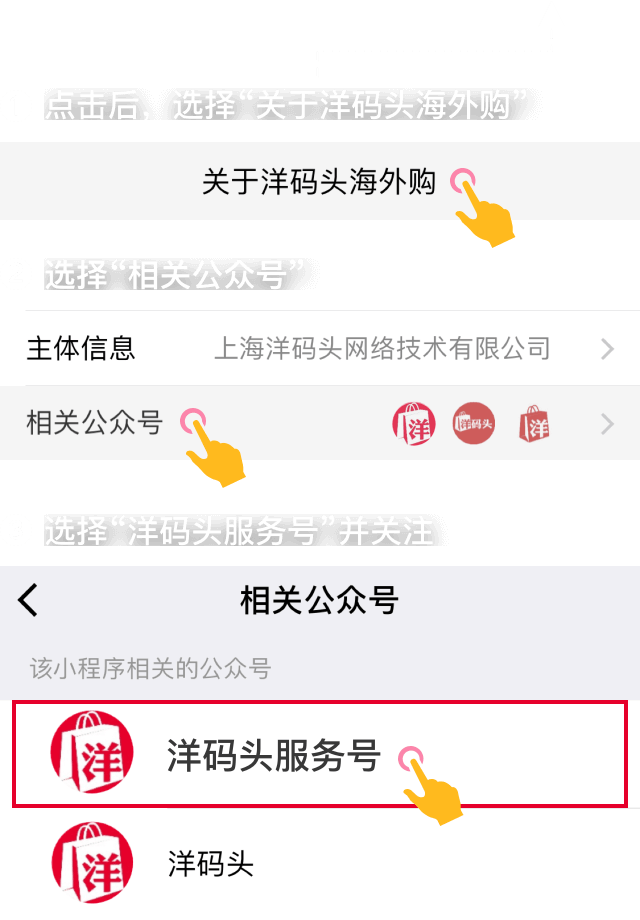 点击后，选择“关于洋码头海外购”
关于洋码头海外购
选择“相关公众号”
主体信息 上海洋码头网络技术有限公司
相关公众号 洋 洋码头 洋
选择“洋码头服务号”并关注
相关公众号
该小程序相关的公众号
洋 洋码头服务号
洋 洋码头